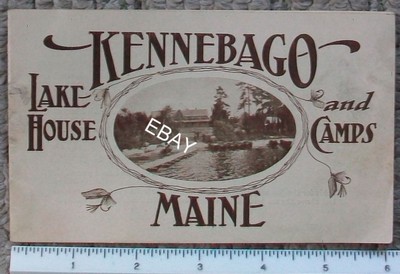 KENNEBAGO
LAKE HOUSE and CAMPS
EBAY
MAINE
1 2 3 4 5 6